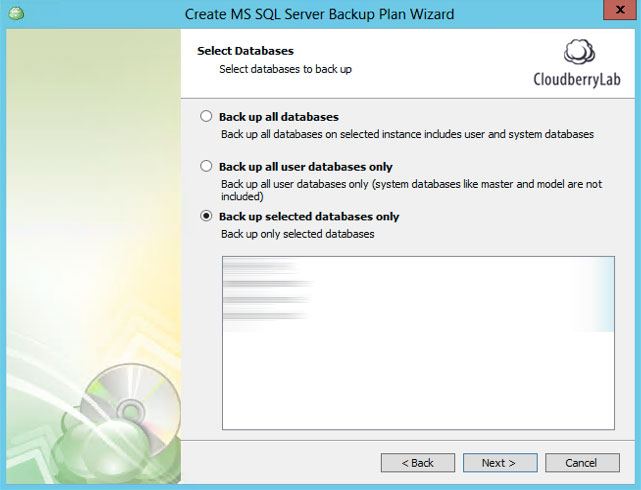 Create MS SQL Server Backup Plan Wizard
x
Select Databases
Select databases to back up
CloudberryLab
Back up all databases
Back up all databases on selected instance includes user and system databases
Back up all user databases only
Back up all user databases only (system databases like master and model are not
included)
Back up selected databases only
Back up only selected databases
< Back
Next >
Cancel